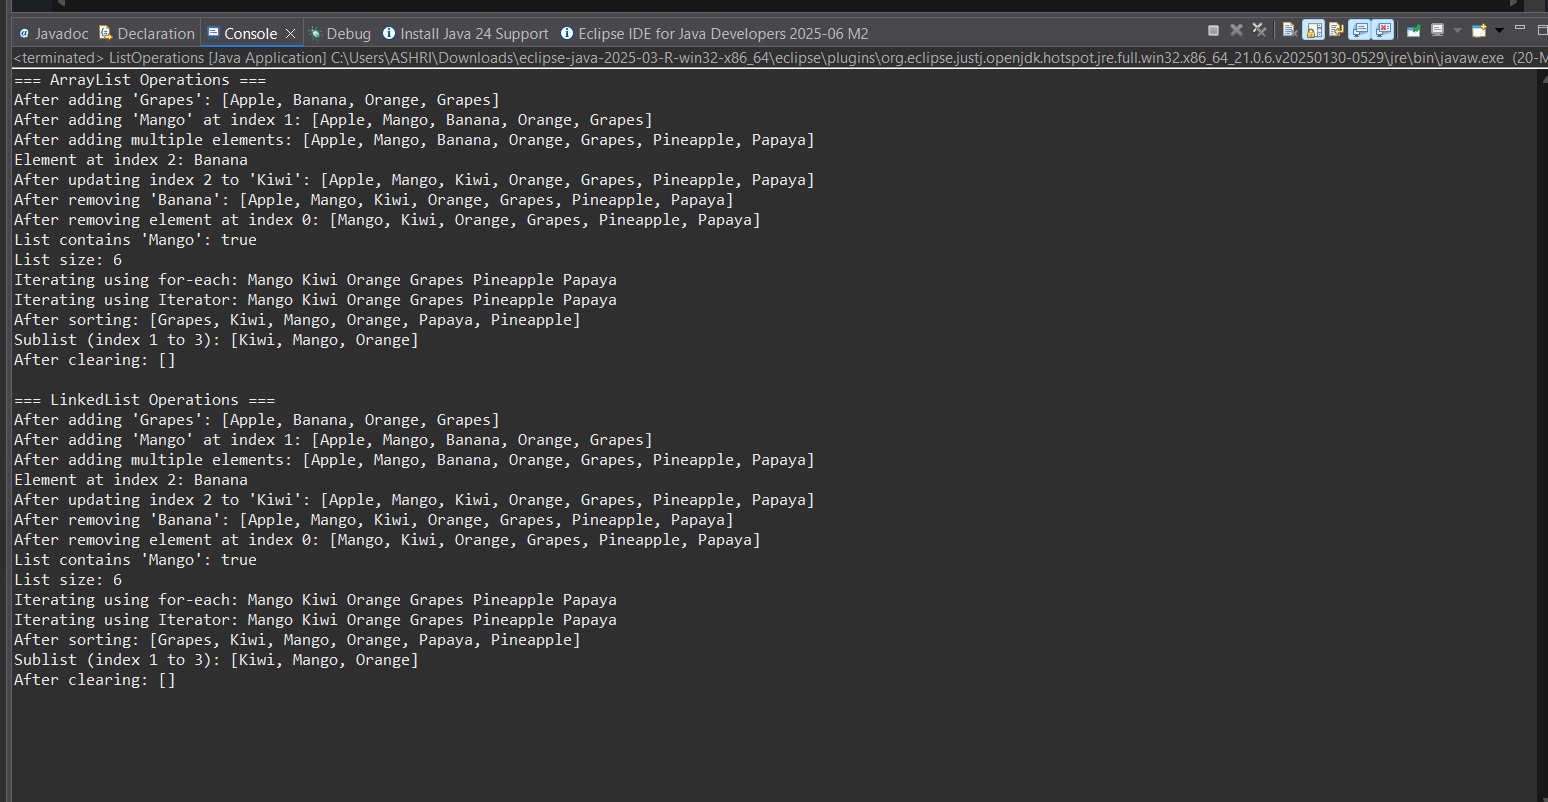 Javadoc Declaration Console Debug Install Java 24 Support Eclipse IDE for Java Developers 2025-06 M2
<terminated> ListOperations [Java Application] C:\Users\ASHRI\Downloads\eclipse-java-2025-03-R-win32-x86_64\eclipse\plugins\org.eclipse.justj.openjdk.hotspot.jre.full.win32.x86_64_21.0.6.v20250130-0529\jre\bin\javaw.exe (20-M
=== ArrayList Operations ===
After adding 'Grapes': [Apple, Banana, Orange, Grapes]
After adding 'Mango' at index 1: [Apple, Mango, Banana, Orange, Grapes]
After adding multiple elements: [Apple, Mango, Banana, Orange, Grapes, Pineapple, Papaya]
Element at index 2: Banana
After updating index 2 to 'Kiwi': [Apple, Mango, Kiwi, Orange, Grapes, Pineapple, Papaya]
After removing 'Banana': [Apple, Mango, Kiwi, Orange, Grapes, Pineapple, Papaya]
After removing element at index 0: [Mango, Kiwi, Orange, Grapes, Pineapple, Papaya]
List contains 'Mango': true
List size: 6
Iterating using for-each: Mango Kiwi Orange Grapes Pineapple Papaya
Iterating using Iterator: Mango Kiwi Orange Grapes Pineapple Papaya
After sorting: [Grapes, Kiwi, Mango, Orange, Papaya, Pineapple]
Sublist (index 1 to 3): [Kiwi, Mango, Orange]
After clearing: []

=== LinkedList Operations ===
After adding 'Grapes': [Apple, Banana, Orange, Grapes]
After adding 'Mango' at index 1: [Apple, Mango, Banana, Orange, Grapes]
After adding multiple elements: [Apple, Mango, Banana, Orange, Grapes, Pineapple, Papaya]
Element at index 2: Banana
After updating index 2 to 'Kiwi': [Apple, Mango, Kiwi, Orange, Grapes, Pineapple, Papaya]
After removing 'Banana': [Apple, Mango, Kiwi, Orange, Grapes, Pineapple, Papaya]
After removing element at index 0: [Mango, Kiwi, Orange, Grapes, Pineapple, Papaya]
List contains 'Mango': true
List size: 6
Iterating using for-each: Mango Kiwi Orange Grapes Pineapple Papaya
Iterating using Iterator: Mango Kiwi Orange Grapes Pineapple Papaya
After sorting: [Grapes, Kiwi, Mango, Orange, Papaya, Pineapple]
Sublist (index 1 to 3): [Kiwi, Mango, Orange]
After clearing: []